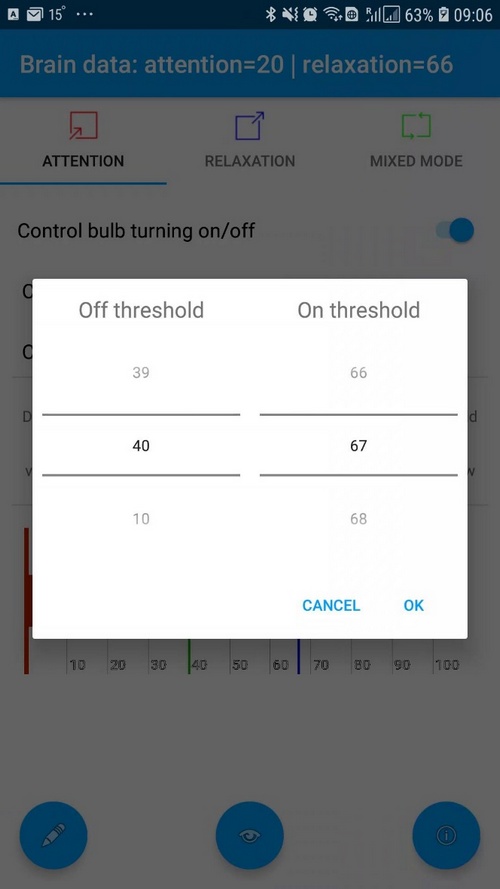 15° ... R 63% 09:06
Brain data: attention=20 | relaxation=66
ATTENTION RELAXATION MIXED MODE
Control bulb turning on/off
Off threshold On threshold
39 66
40 67
10 68
CANCEL OK
10 20 30 40 50 60 70 80 90 100